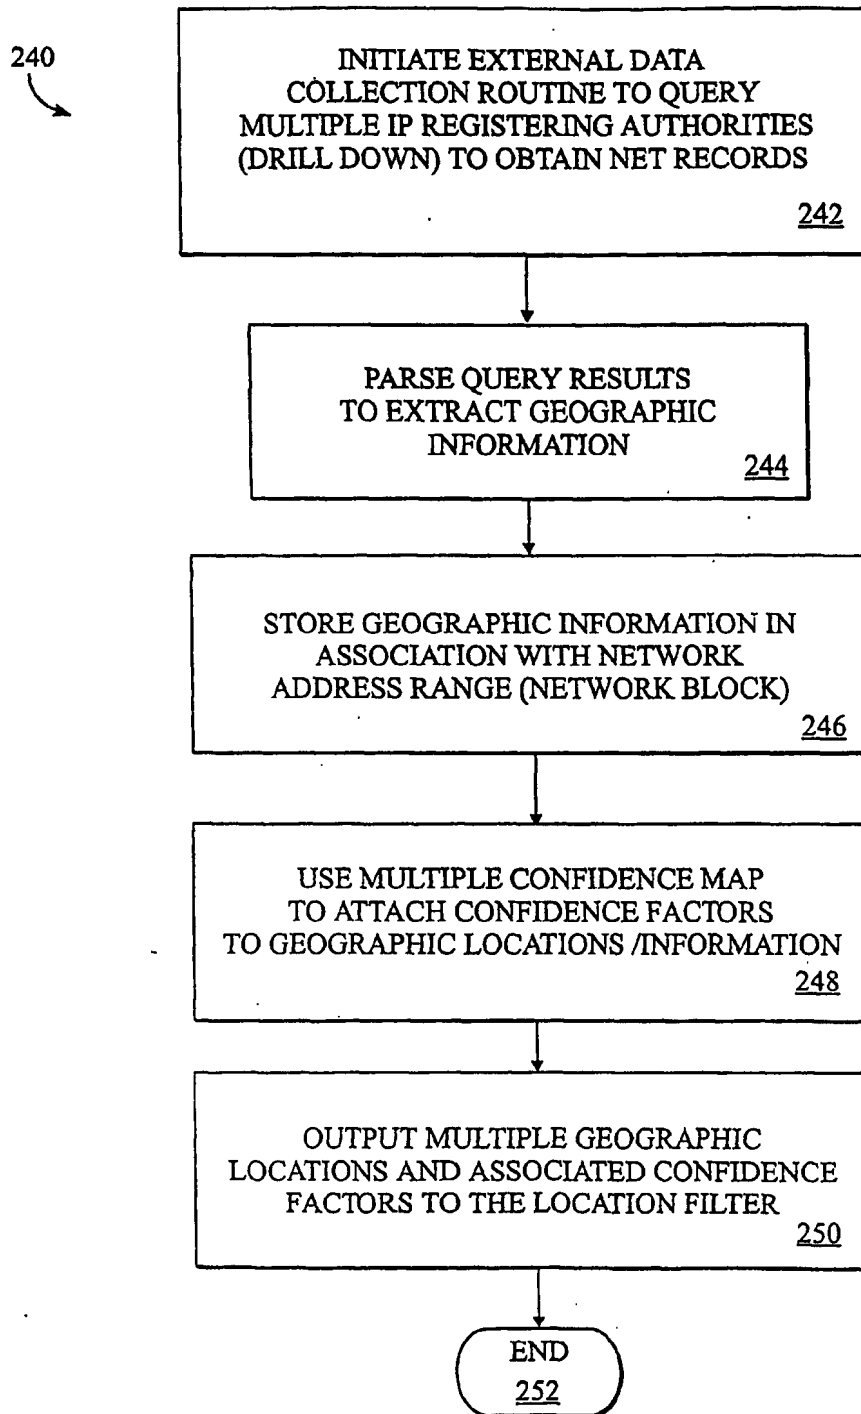 240
INITIATE EXTERNAL DATA
COLLECTION ROUTINE TO QUERY
MULTIPLE IP REGISTERING AUTHORITIES
(DRILL DOWN) TO OBTAIN NET RECORDS
242
PARSE QUERY RESULTS
TO EXTRACT GEOGRAPHIC
INFORMATION
244
STORE GEOGRAPHIC INFORMATION IN
ASSOCIATION WITH NETWORK
ADDRESS RANGE (NETWORK BLOCK)
246
USE MULTIPLE CONFIDENCE MAP
TO ATTACH CONFIDENCE FACTORS
TO GEOGRAPHIC LOCATIONS /INFORMATION
248
OUTPUT MULTIPLE GEOGRAPHIC
LOCATIONS AND ASSOCIATED CONFIDENCE
FACTORS TO THE LOCATION FILTER
250
END
252